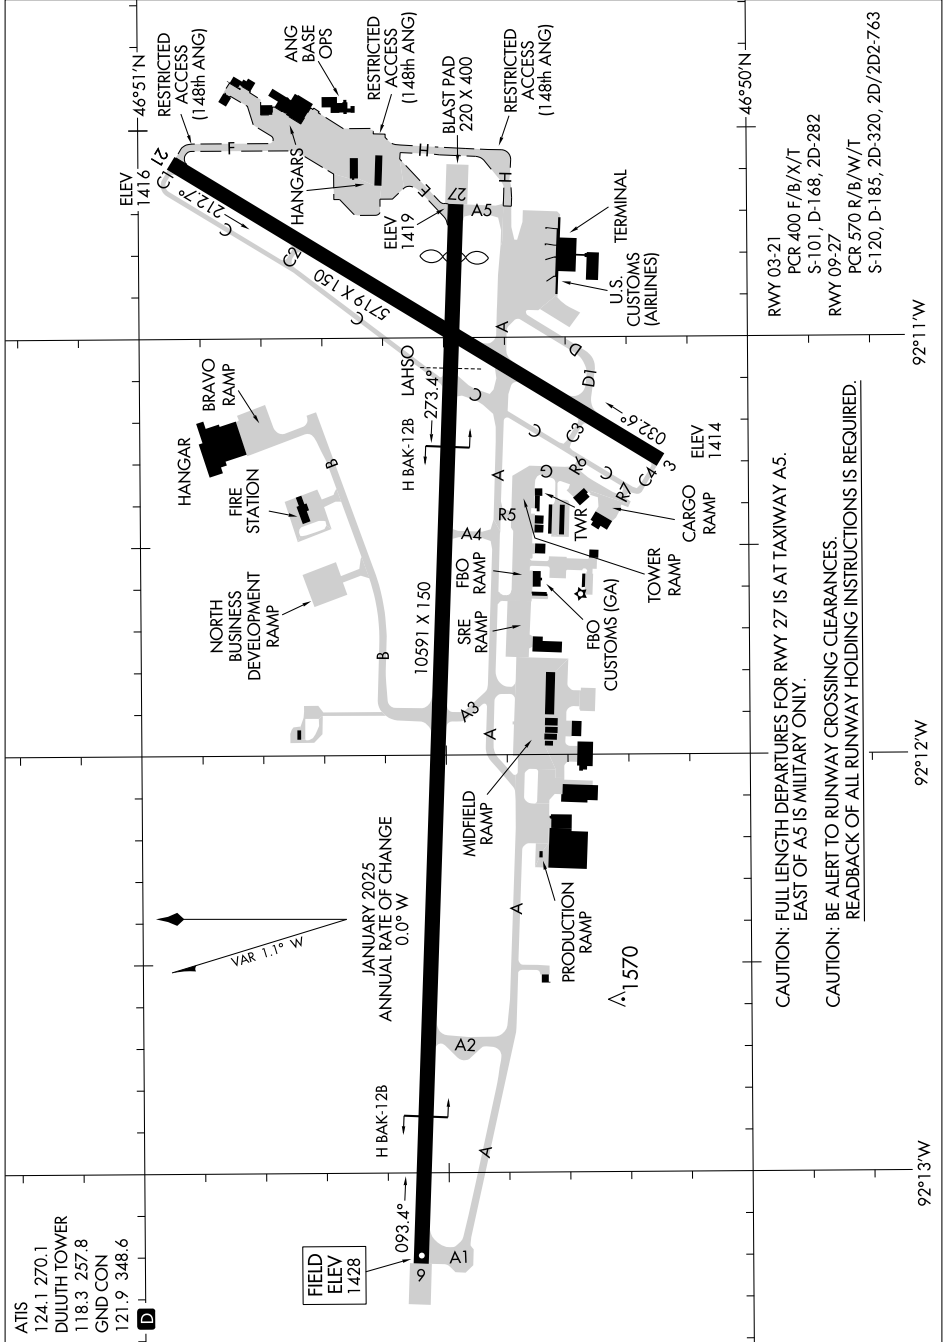 ATIS
124.1 270.1
DULUTH TOWER
118.3 257.8
GND CON
121.9 348.6
D
46°51'N
46°50'N
92°11'W
92°12'W
92°13'W
RESTRICTED
ACCESS
(148th ANG)
ANG
BASE
OPS
RESTRICTED
ACCESS
(148th ANG)
BLAST PAD
220 X 400
RESTRICTED
ACCESS
(148th ANG)
ELEV
1416
21
C1
F
212.7°
HANGARS
H
H
E
27
ELEV
1419
A5
TERMINAL
U.S.
CUSTOMS
(AIRLINES)
C
C2
C
5719 X 150
A
D
D1
LAHSO
273.4°
H BAK-12B
C
C
C3
032.6°
ELEV
1414
3
C4
C
R6
R7
G
A
R5
TWR
CARGO
RAMP
TOWER
RAMP
HANGAR
BRAVO
RAMP
B
FIRE
STATION
NORTH
BUSINESS
DEVELOPMENT
RAMP
B
A4
FBO
RAMP
SRE
RAMP
FBO
CUSTOMS (GA)
10591 X 150
A3
A
MIDFIELD
RAMP
PRODUCTION
RAMP
A
1570
VAR 1.1° W
JANUARY 2025
ANNUAL RATE OF CHANGE
0.0° W
A2
H BAK-12B
A
093.4°
A1
9
FIELD
ELEV
1428
RWY 03-21
PCR 400 F/B/X/T
S-101, D-168, 2D-282
RWY 09-27
PCR 570 R/B/W/T
S-120, D-185, 2D-320, 2D/2D2-763
CAUTION: FULL LENGTH DEPARTURES FOR RWY 27 IS AT TAXIWAY A5.
EAST OF A5 IS MILITARY ONLY.
CAUTION: BE ALERT TO RUNWAY CROSSING CLEARANCES.
READBACK OF ALL RUNWAY HOLDING INSTRUCTIONS IS REQUIRED.